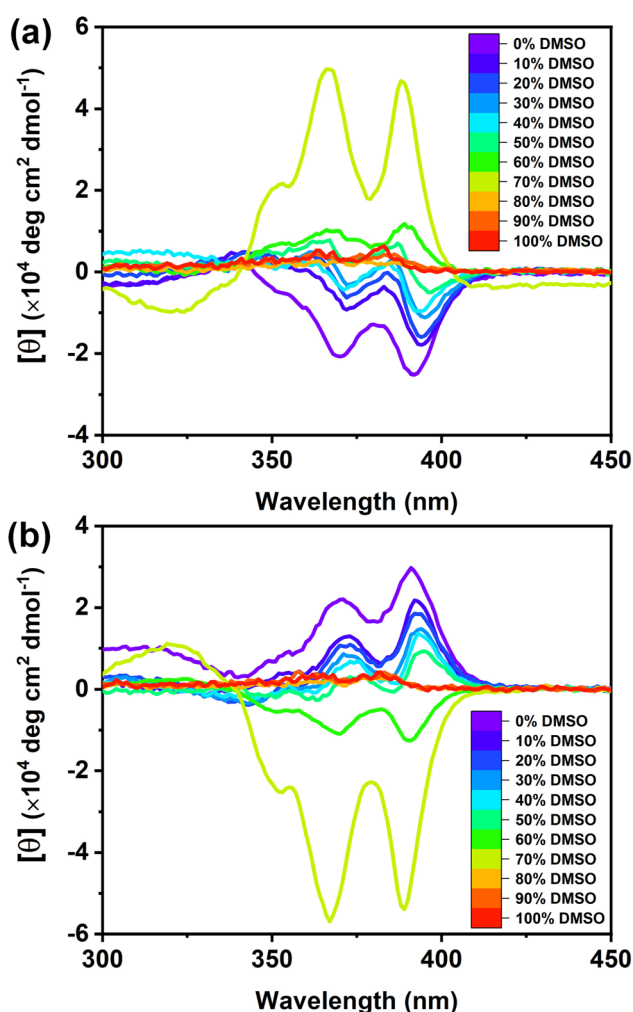 (a)
6
4
2
0
-2
-4
[θ] (×10⁴ deg cm² dmol⁻¹)
0% DMSO
10% DMSO
20% DMSO
30% DMSO
40% DMSO
50% DMSO
60% DMSO
70% DMSO
80% DMSO
90% DMSO
100% DMSO
300 350 400 450
Wavelength (nm)
(b)
4
2
0
-2
-4
-6
[θ] (×10⁴ deg cm² dmol⁻¹)
0% DMSO
10% DMSO
20% DMSO
30% DMSO
40% DMSO
50% DMSO
60% DMSO
70% DMSO
80% DMSO
90% DMSO
100% DMSO
300 350 400 450
Wavelength (nm)